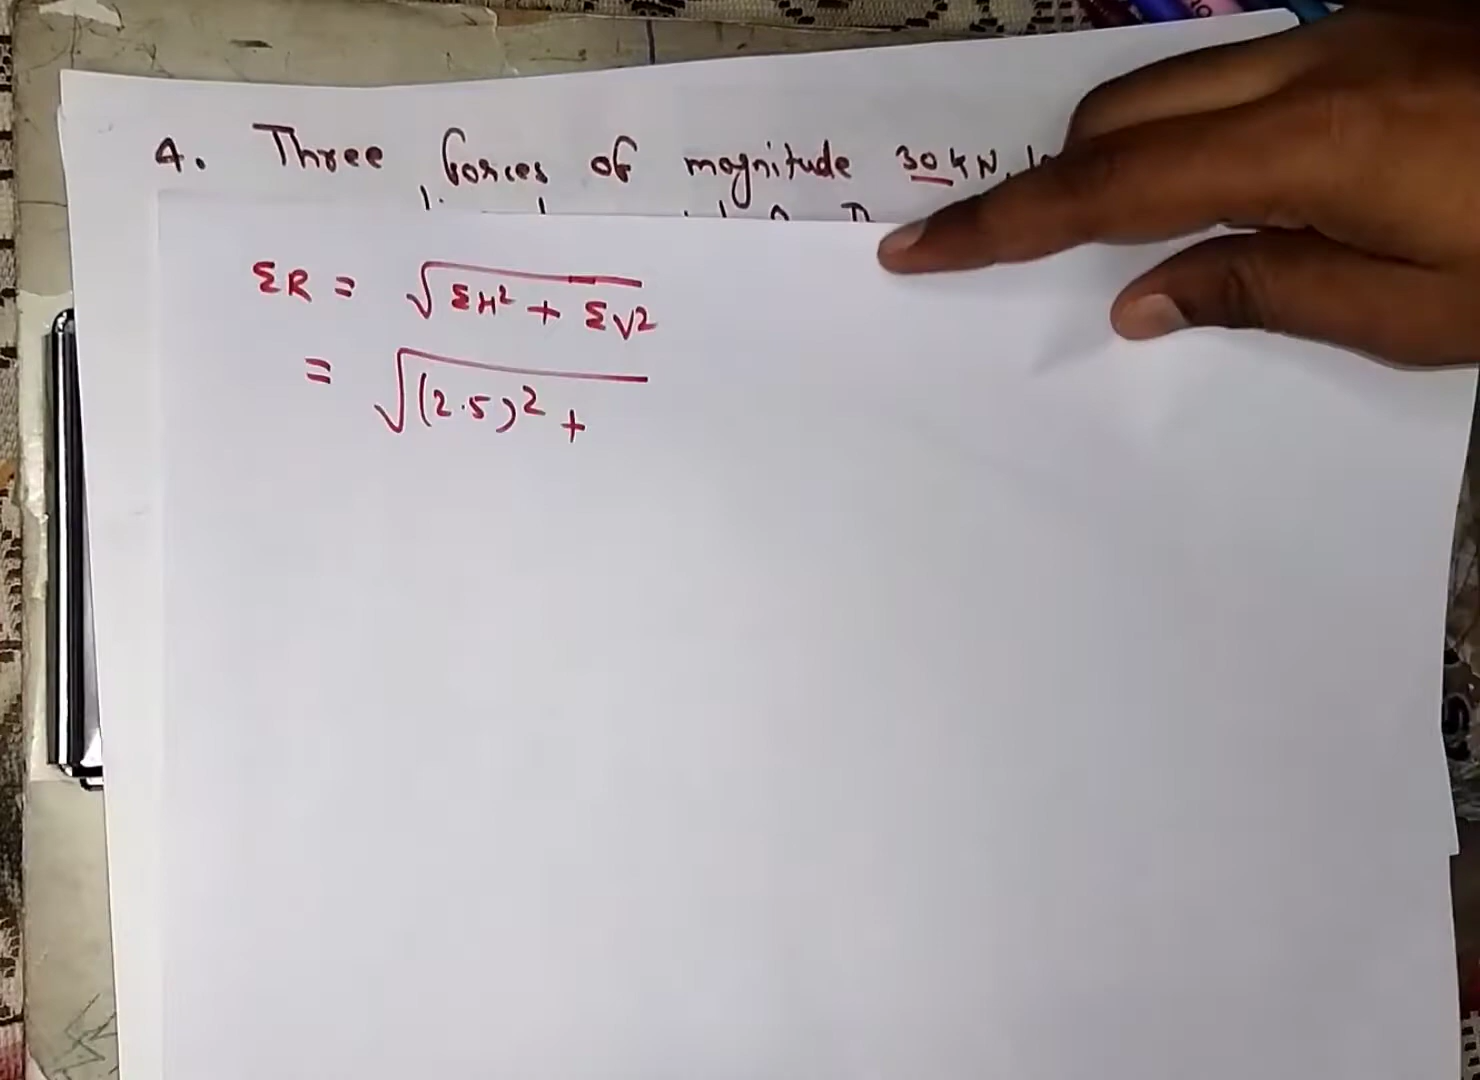 4. Three forces of magnitude 30 kN,
ΣR = √ΣH² + ΣV²
= √(2.5)² +